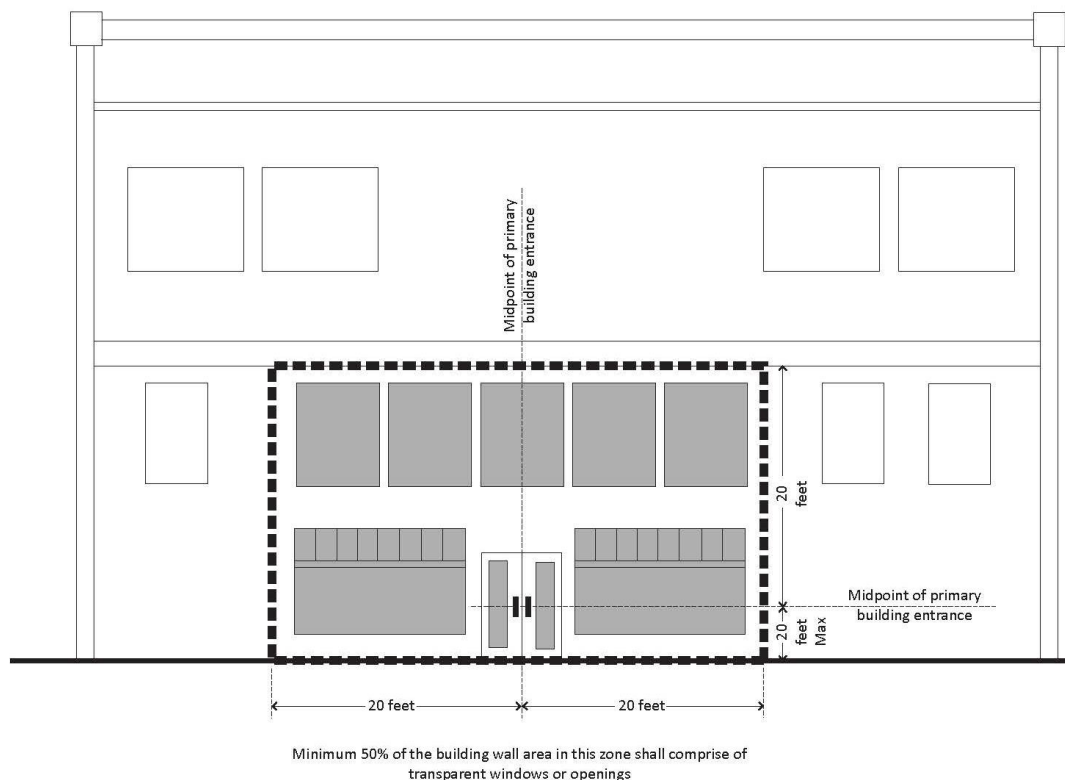 Midpoint of primary
building entrance
20
feet
Midpoint of primary
building entrance
20
feet
Max
20 feet
20 feet
Minimum 50% of the building wall area in this zone shall comprise of
transparent windows or openings